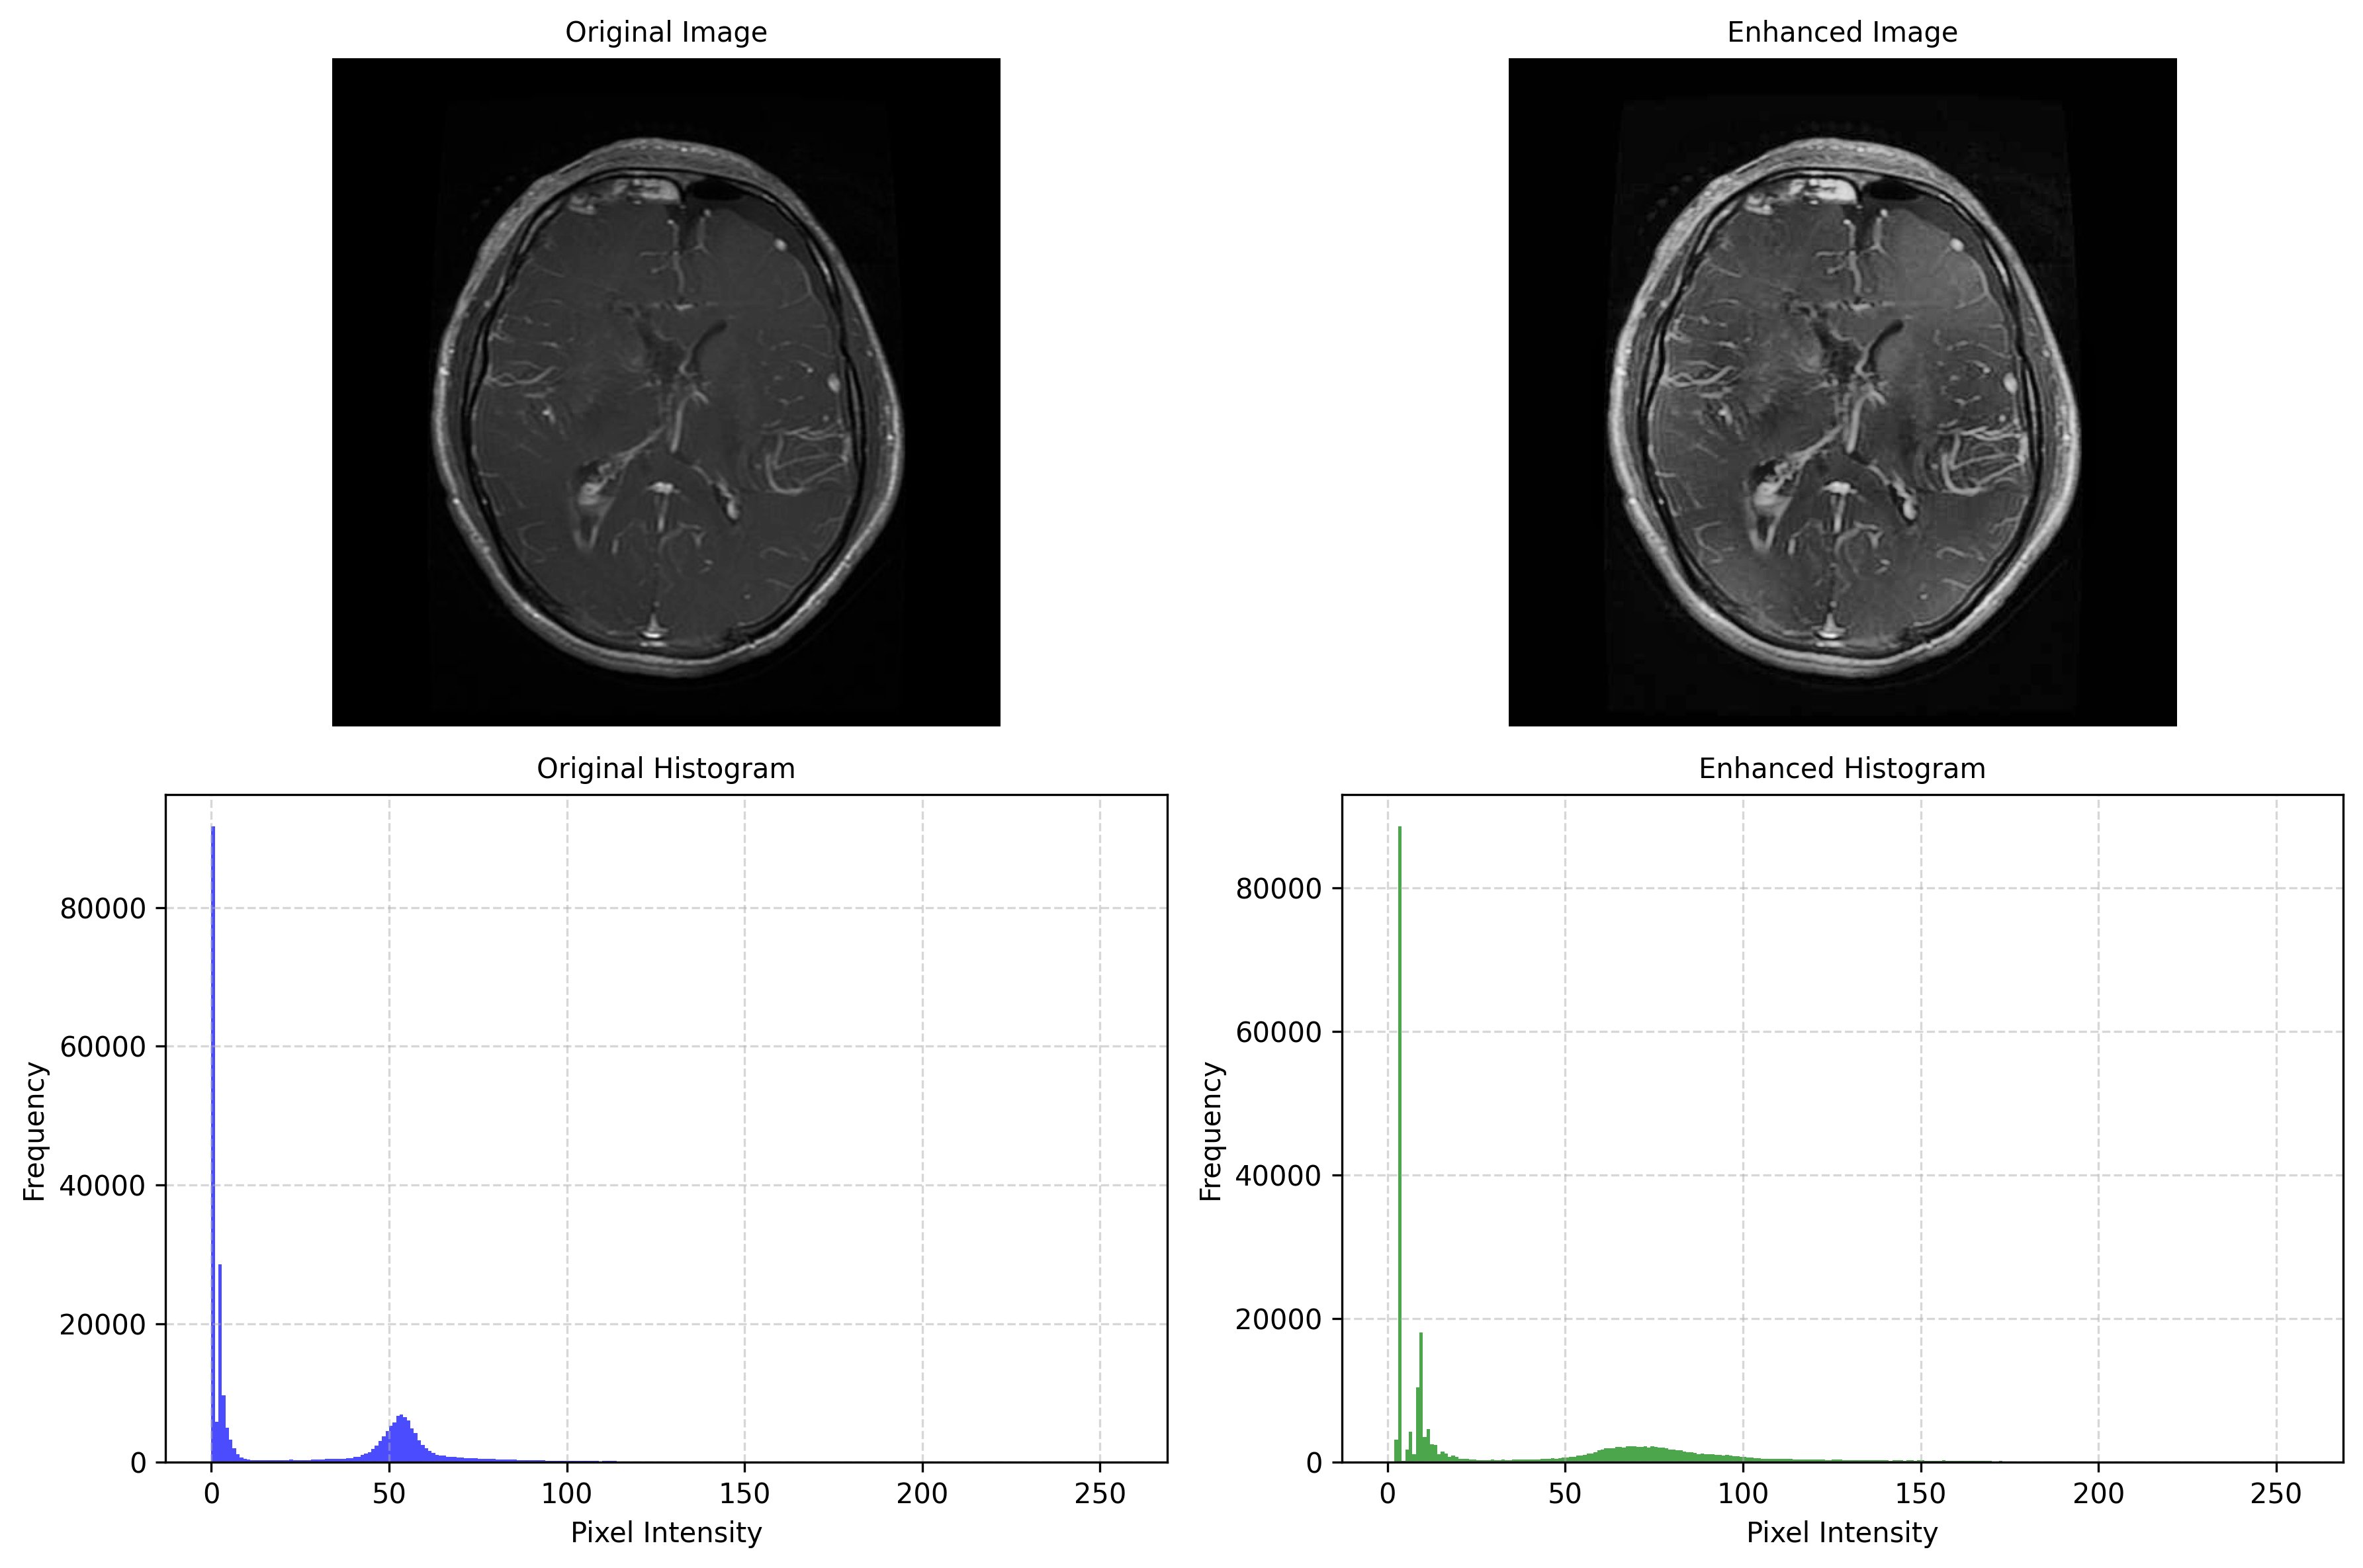 Original Image
Enhanced Image
Original Histogram
Enhanced Histogram
80000
60000
40000
20000
0
Frequency
0 50 100 150 200 250
Pixel Intensity
80000
60000
40000
20000
0
Frequency
0 50 100 150 200 250
Pixel Intensity